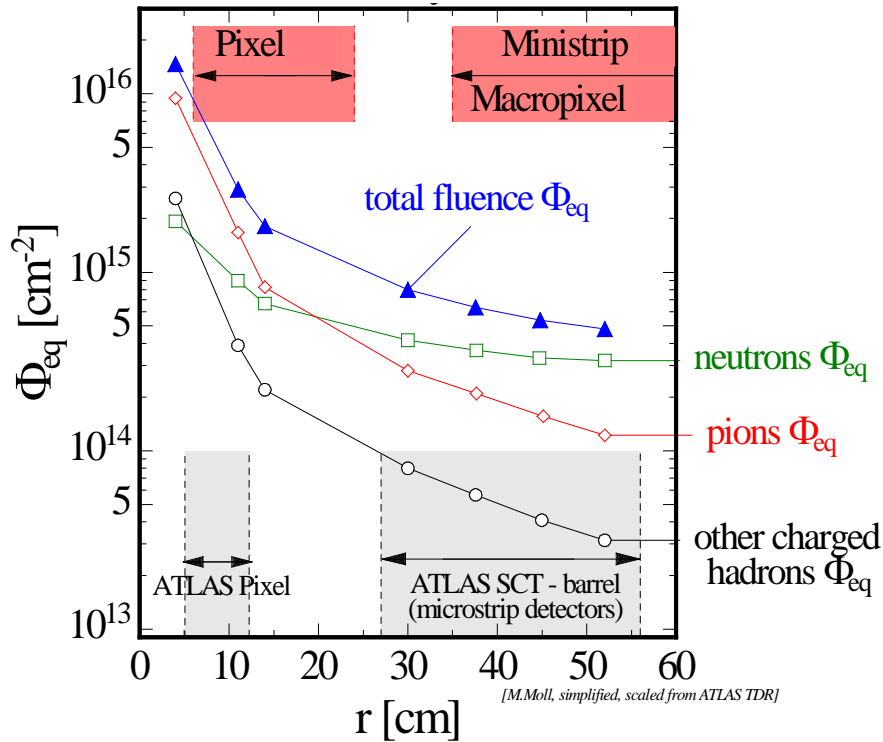 Pixel
Ministrip
Macropixel
10^16
5
10^15
5
10^14
5
10^13
Φeq [cm^-2]
total fluence Φeq
neutrons Φeq
pions Φeq
other charged
hadrons Φeq
ATLAS Pixel
ATLAS SCT - barrel
(microstrip detectors)
0 10 20 30 40 50 60
[M.Moll, simplified, scaled from ATLAS TDR]
r [cm]